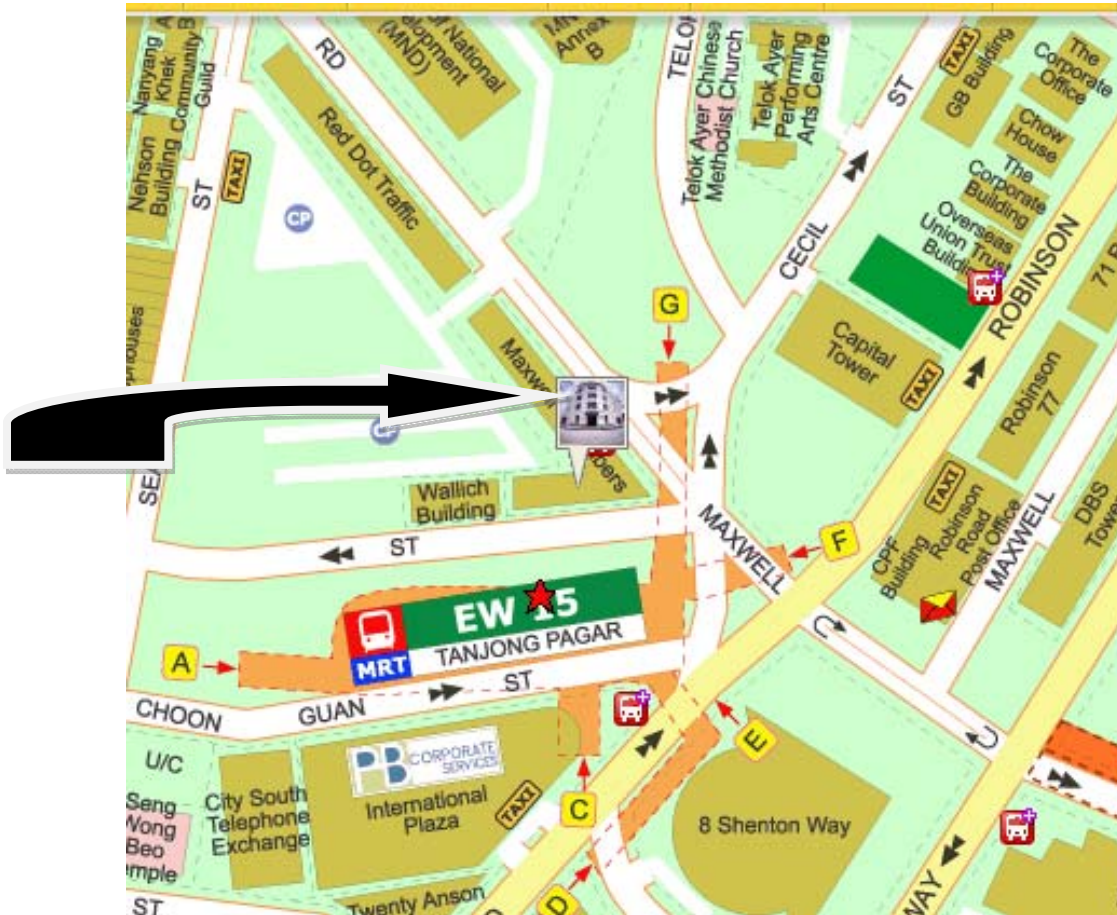 Nanyang
Khek
Community
Guild
Nehson
Building
ST
TAXI
RD
of National
(MND)
MN
Annex
B
Red Dot Traffic
CP
TELOK
Telok Ayer Chinese
Methodist Church
Telok Ayer
Performing
Arts Centre
ST
CECIL
TAXI
GB Building
The
Corporate
Office
Chow
House
The
Corporate
Building
Overseas
Union Trust
Building
ROBINSON
71
G
Capital
Tower
TAXI
Robinson
77
Maxwell
CP
Wallich
Building
ST
MAXWELL
F
TAXI
CPF
Building
Robinson
Road
Post Office
MAXWELL
DBS
EW 15
TANJONG PAGAR
MRT
A
ST
CHOON
GUAN
E
U/C
Seng
Wong
Beo
City South
Telephone
Exchange
CORPORATE
SERVICES
International
Plaza
TAXI
C
8 Shenton Way
D
Twenty Anson
ST
WAY